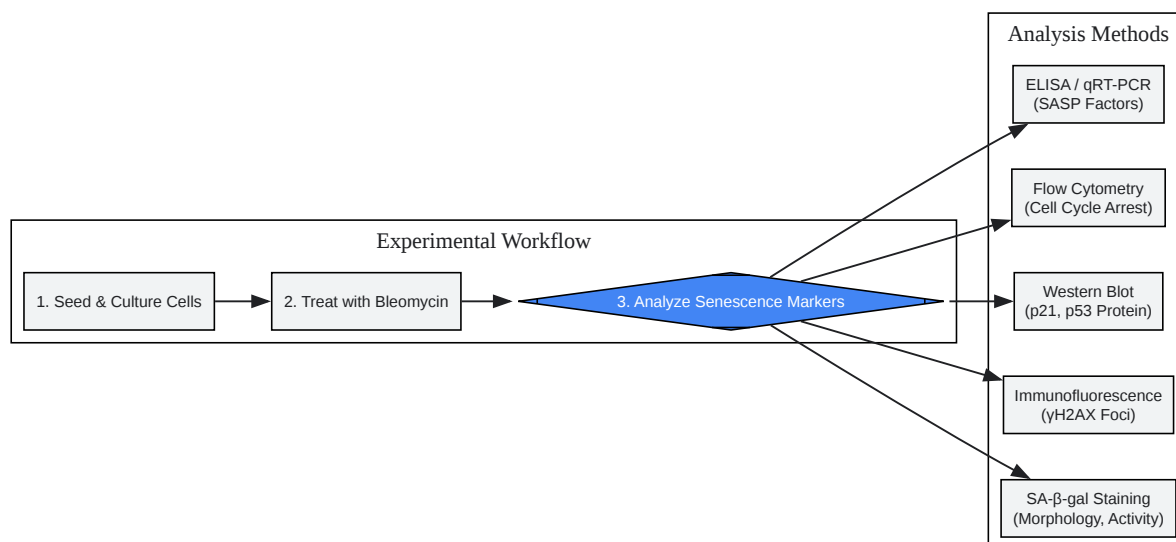 Analysis Methods
ELISA / qRT-PCR
(SASP Factors)
Flow Cytometry
(Cell Cycle Arrest)
Experimental Workflow
1. Seed & Culture Cells
2. Treat with Bleomycin
3. Analyze Senescence Markers
Western Blot
(p21, p53 Protein)
Immunofluorescence
(γH2AX Foci)
SA-β-gal Staining
(Morphology, Activity)